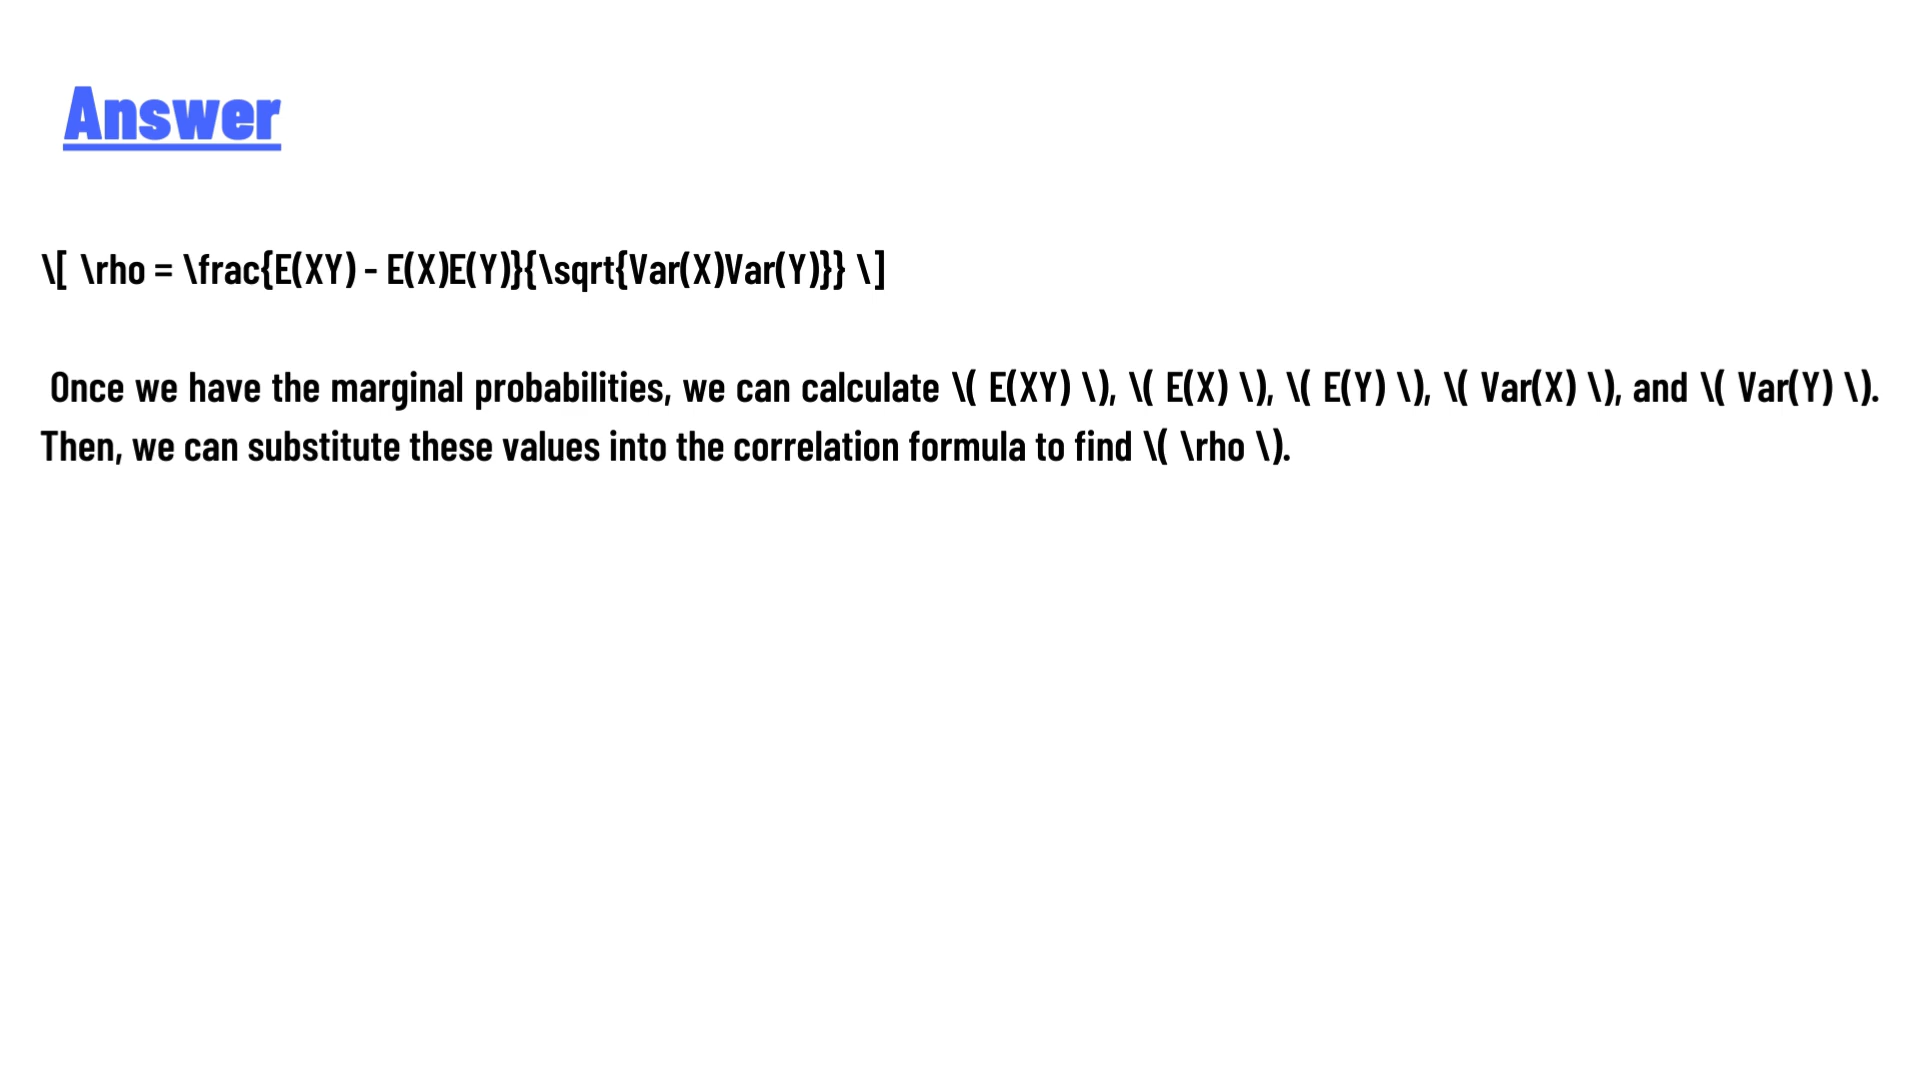 Answer
\[ \rho = \frac{E(XY) - E(X)E(Y)}{\sqrt{Var(X)Var(Y)}} \]
Once we have the marginal probabilities, we can calculate \( E(XY) \), \( E(X) \), \( E(Y) \), \( Var(X) \), and \( Var(Y) \).
Then, we can substitute these values into the correlation formula to find \( \rho \).